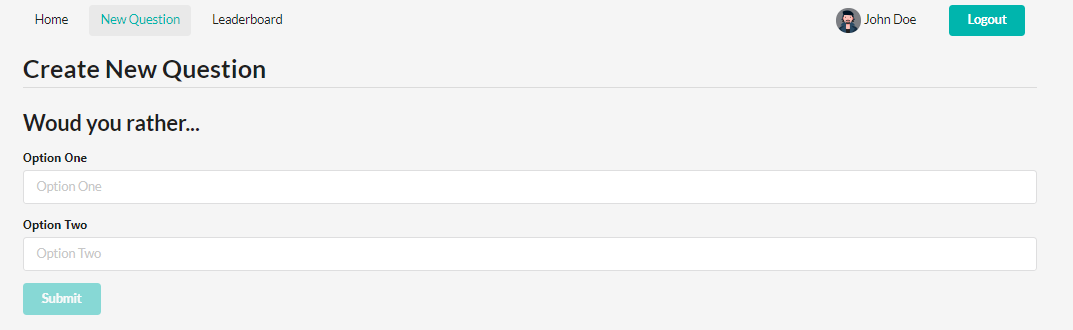 Home New Question Leaderboard John Doe Logout
Create New Question
Woud you rather...
Option One
Option One
Option Two
Option Two
Submit